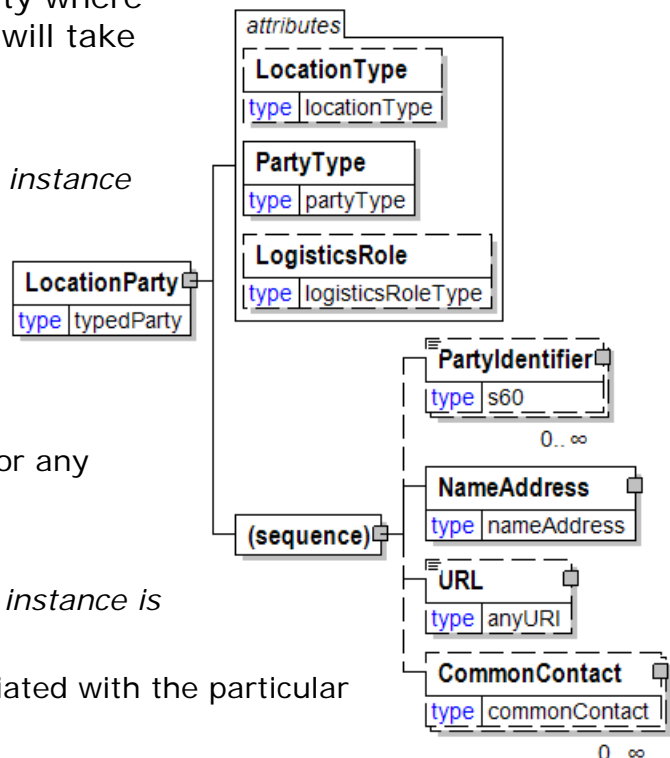 ty where
will take
instance
or any
instance is
iated with the particular
attributes
LocationType
type locationType
PartyType
type partyType
LogisticsRole
type logisticsRoleType
LocationParty
type typedParty
(sequence)
PartyIdentifier
type s60
0.. ∞
NameAddress
type nameAddress
URL
type anyURI
CommonContact
type commonContact
0.. ∞